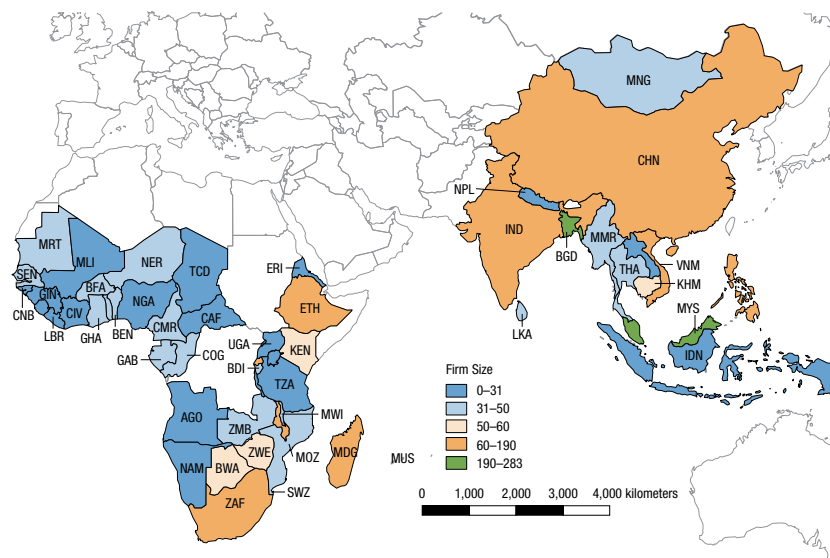 MNG
CHN
NPL
IND
BGD
MMR
THA
VNM
KHM
MYS
LKA
IDN
MRT
MLI
NER
TCD
ERI
SEN
GIN
BFA
NGA
ETH
CNB
CIV
CMR
CAF
LBR
GHA
BEN
UGA
KEN
GAB
COG
BDI
TZA
AGO
ZMB
MWI
MOZ
ZWE
MDG
MUS
NAM
BWA
SWZ
ZAF
Firm Size
0–31
31–50
50–60
60–190
190–283
0 1,000 2,000 3,000 4,000 kilometers